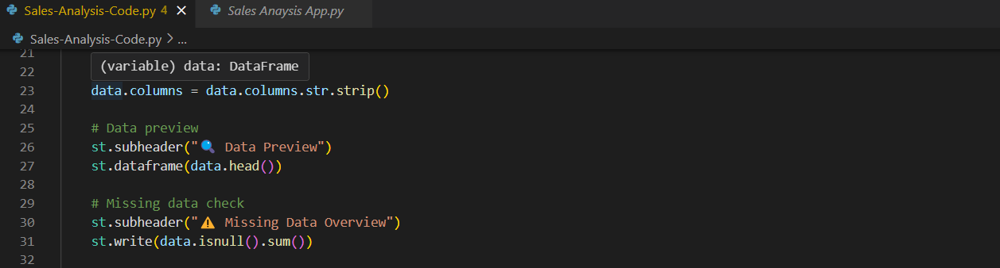 Sales-Analysis-Code.py 4 ✕ Sales Anaysis App.py
Sales-Analysis-Code.py > ...
21
(variable) data: DataFrame
22
23 data.columns = data.columns.str.strip()
24
25 # Data preview
26 st.subheader("🔍 Data Preview")
27 st.dataframe(data.head())
28
29 # Missing data check
30 st.subheader("⚠️ Missing Data Overview")
31 st.write(data.isnull().sum())
32